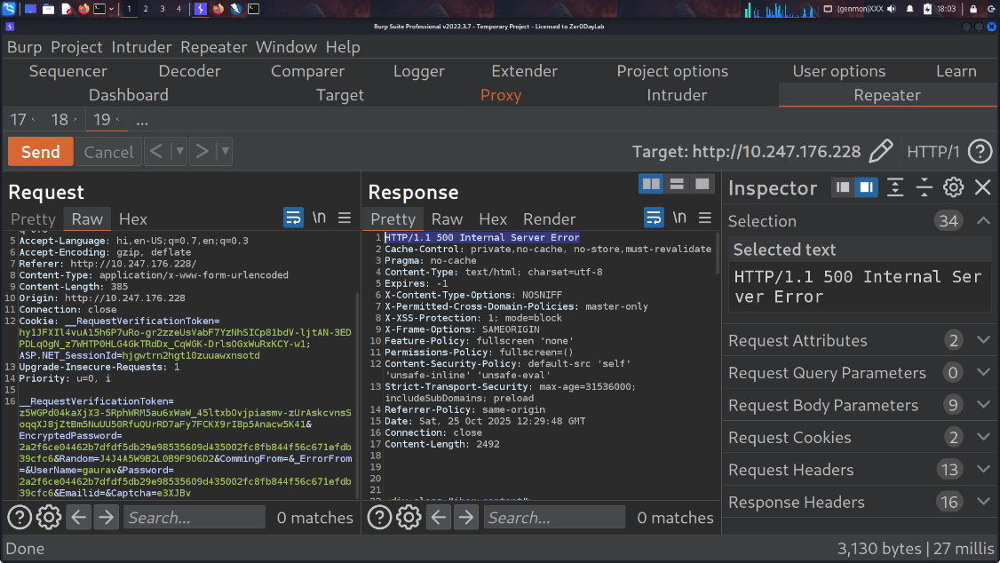 1 2 3 4 (genmon)XXX 18:03
Burp Suite Professional v2022.3.7 - Temporary Project - Licensed to Zer0DayLab
Burp Project Intruder Repeater Window Help
Sequencer Decoder Comparer Logger Extender Project options User options Learn
Dashboard Target Proxy Intruder Repeater
17 × 18 × 19 × ...
Send Cancel < > Target: http://10.247.176.228 HTTP/1 ?
Request
Pretty Raw Hex \n
5 Accept-Language: hi,en-US;q=0.7,en;q=0.3
6 Accept-Encoding: gzip, deflate
7 Referer: http://10.247.176.228/
8 Content-Type: application/x-www-form-urlencoded
9 Content-Length: 385
10 Origin: http://10.247.176.228
11 Connection: close
12 Cookie: __RequestVerificationToken=
hy1JFXIl4vuA15h6P7uRo-gr2zzeUsVabF7YzNhSICp81bdV-ljtAN-3ED
PDLqOgN_z7WHTP0HLG4GkTRdDx_CqWGK-DrlsOGxWuRxKCY-w1;
ASP.NET_SessionId=hjgwtrn2hgt10zuuawxnsotd
13 Upgrade-Insecure-Requests: 1
14 Priority: u=0, i
15
16 __RequestVerificationToken=
z5WGPd04kaXjX3-5RphWRM5au6xWaW_45ltxbOvjpiasmv-zUrAskcvnsS
oqqXJ8jZtBm5NuUU50RfuQUrRD7aFy7FCKX9rI8p5Anacw5K41&
EncryptedPassword=
2a2f6ce04462b7dfdf5db29e98535609d435002fc8fb844f56c671efdb
39cfc6&Random=J4J4A5W9B2L0B9F9O6D2&CommingFrom=&_ErrorFrom
=&UserName=gaurav&Password=
2a2f6ce04462b7dfdf5db29e98535609d435002fc8fb844f56c671efdb
39cfc6&Emailid=&Captcha=e3XJBv
? Search... 0 matches
Response
Pretty Raw Hex Render \n
1 HTTP/1.1 500 Internal Server Error
2 Cache-Control: private,no-cache, no-store,must-revalidate
3 Pragma: no-cache
4 Content-Type: text/html; charset=utf-8
5 Expires: -1
6 X-Content-Type-Options: NOSNIFF
7 X-Permitted-Cross-Domain-Policies: master-only
8 X-XSS-Protection: 1; mode=block
9 X-Frame-Options: SAMEORIGIN
10 Feature-Policy: fullscreen 'none'
11 Permissions-Policy: fullscreen=()
12 Content-Security-Policy: default-src 'self'
'unsafe-inline' 'unsafe-eval'
13 Strict-Transport-Security: max-age=31536000;
includeSubDomains; preload
14 Referrer-Policy: same-origin
15 Date: Sat, 25 Oct 2025 12:29:48 GMT
16 Connection: close
17 Content-Length: 2492
18
19
20
21
? Search... 0 matches
Inspector
Selection 34
Selected text
HTTP/1.1 500 Internal Ser
ver Error
Request Attributes 2
Request Query Parameters 0
Request Body Parameters 9
Request Cookies 2
Request Headers 13
Response Headers 16
Done 3,130 bytes | 27 millis